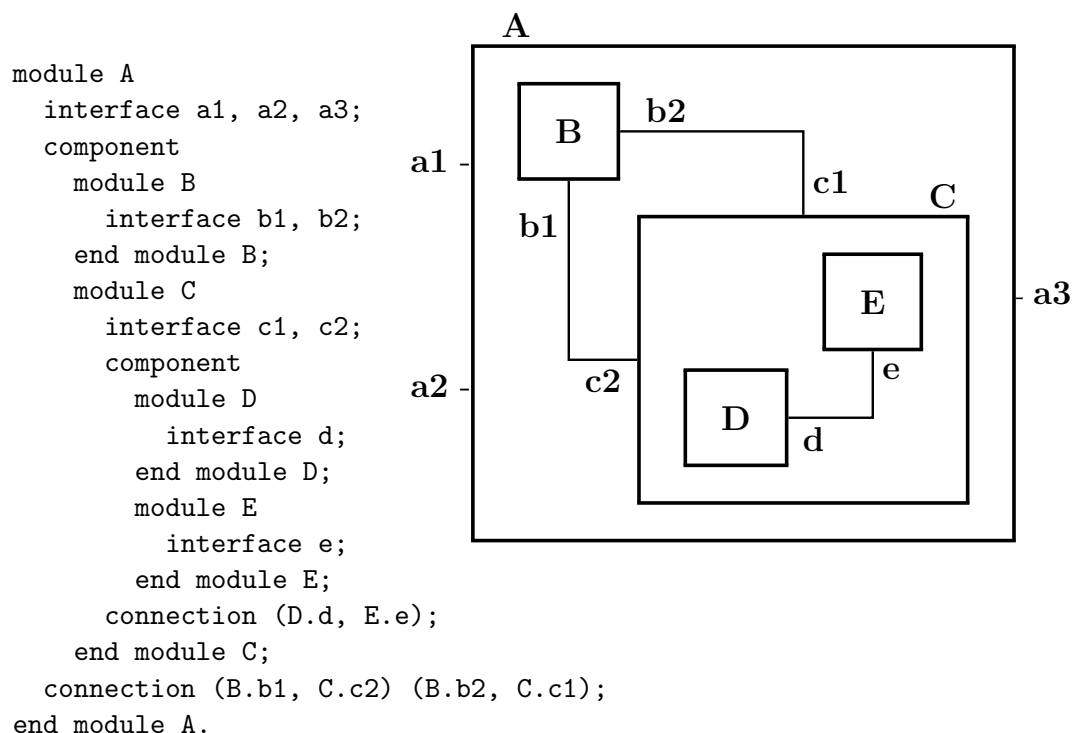 module A
  interface a1, a2, a3;
  component
    module B
      interface b1, b2;
    end module B;
    module C
      interface c1, c2;
      component
        module D
          interface d;
        end module D;
        module E
          interface e;
        end module E;
      connection (D.d, E.e);
    end module C;
  connection (B.b1, C.c2) (B.b2, C.c1);
end module A.
A
B
b2
a1
c1
C
b1
E
a3
e
c2
a2
D
d